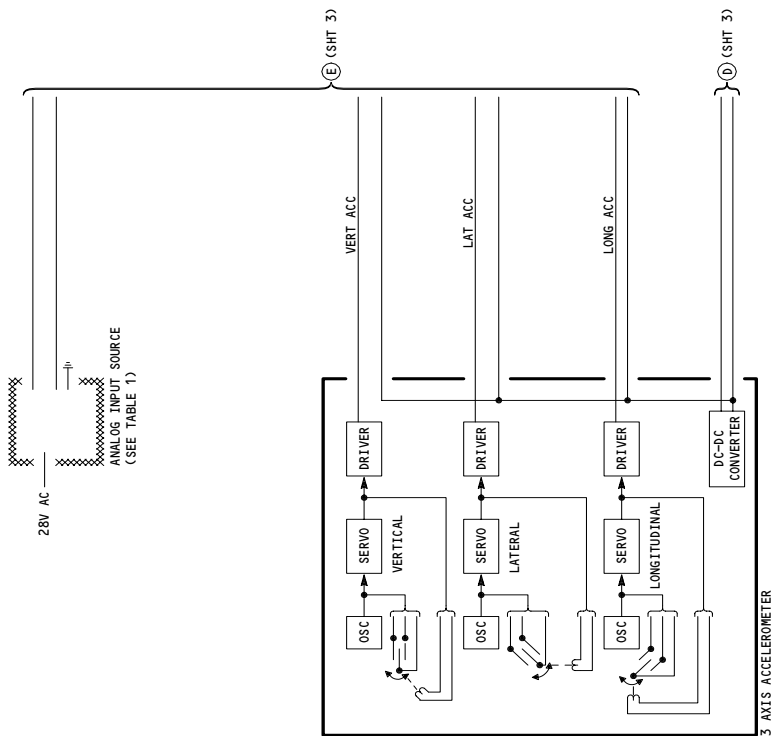 E (SHT 3)
D (SHT 3)
VERT ACC
LAT ACC
LONG ACC
28V AC
ANALOG INPUT SOURCE
(SEE TABLE 1)
OSC
SERVO
DRIVER
VERTICAL
OSC
SERVO
DRIVER
LATERAL
OSC
SERVO
DRIVER
LONGITUDINAL
DC-DC
CONVERTER
3 AXIS ACCELEROMETER